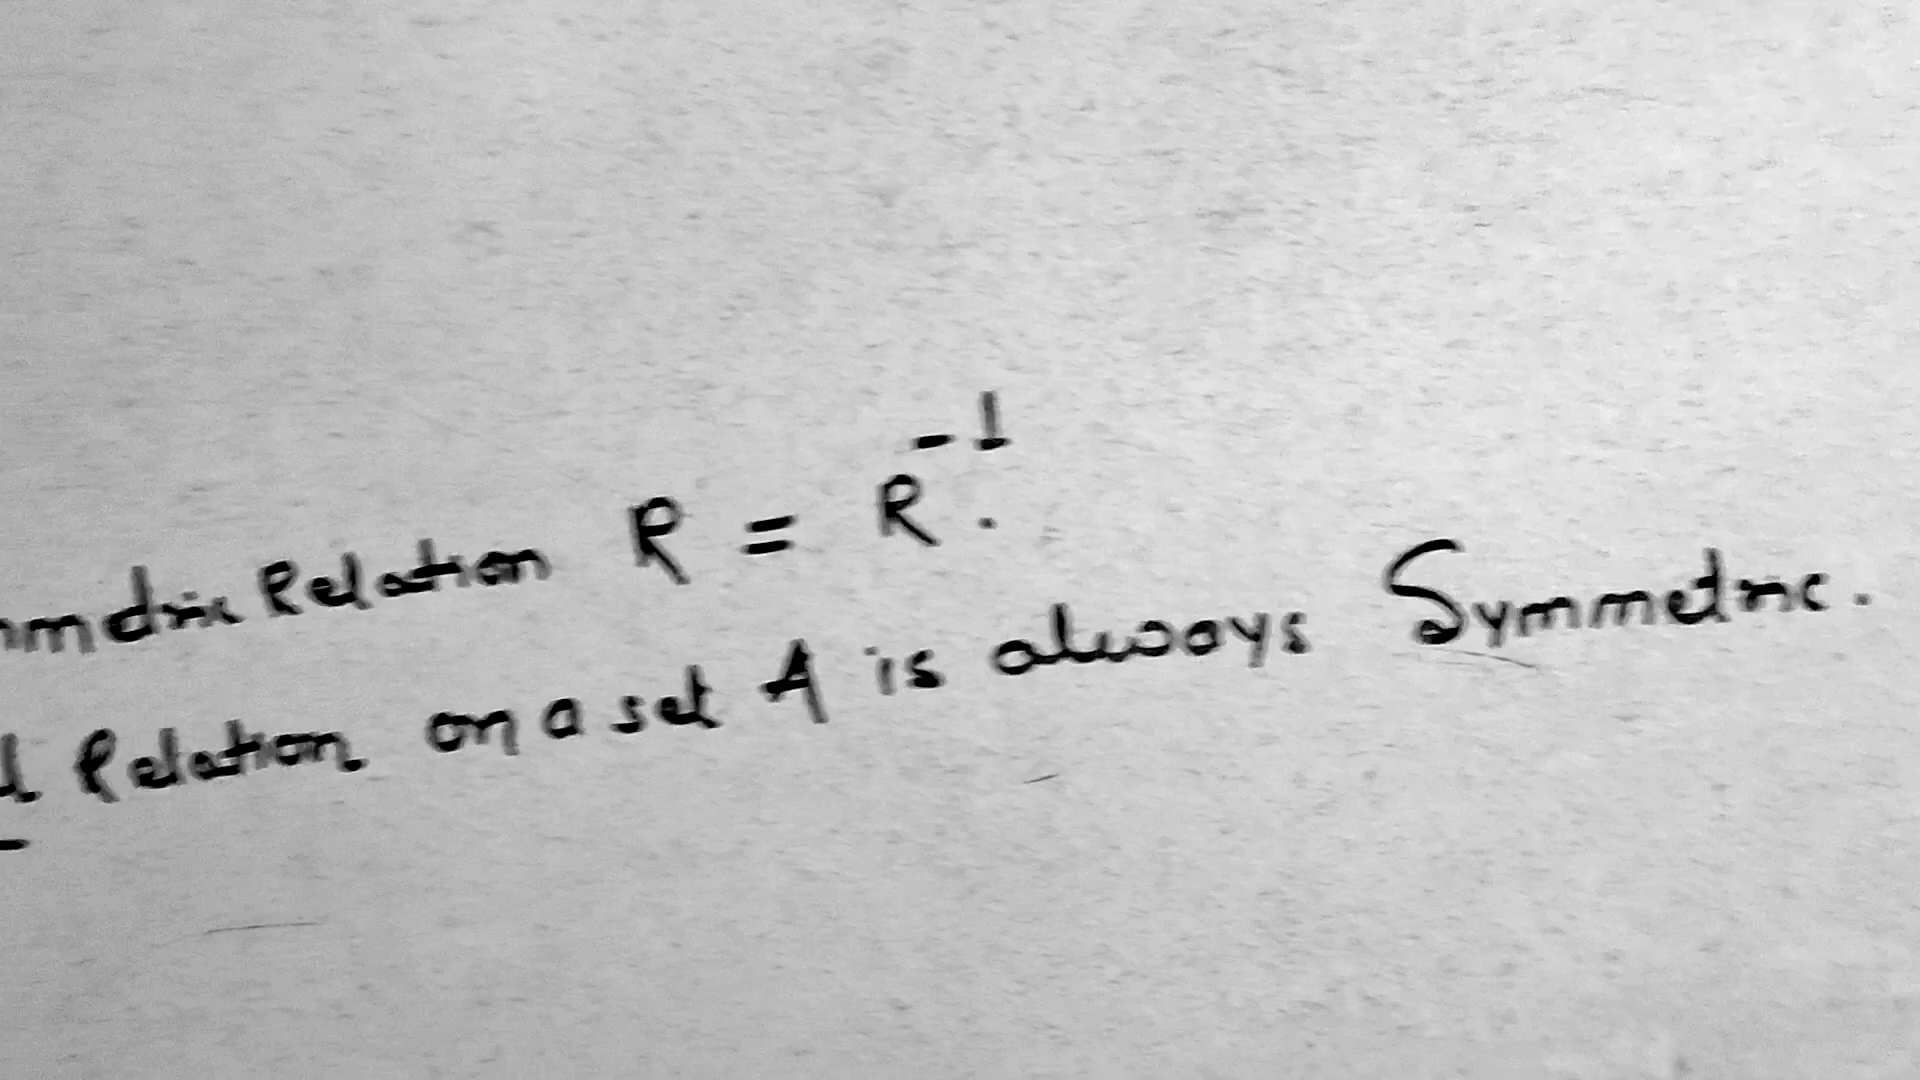 Relation R = R⁻¹.
Relation on a set A is always Symmetric.